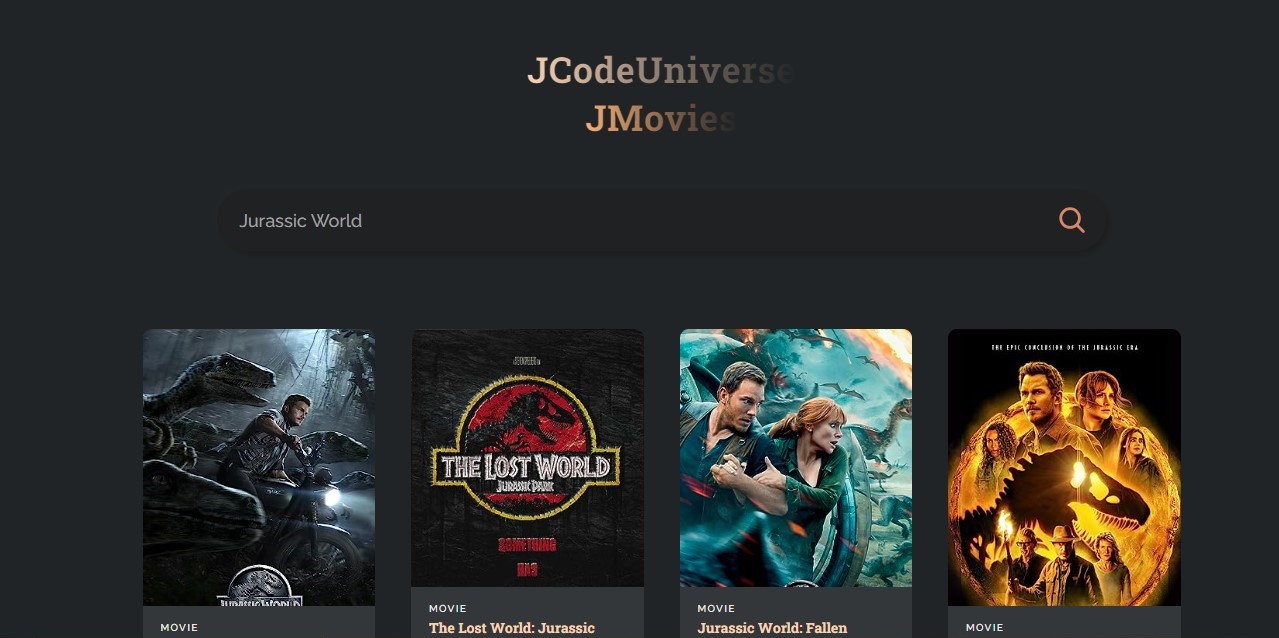 JCodeUniverse
JMovies
Jurassic World
THE LOST WORLD
JURASSIC PARK
SOMETHING
HAS
THE EPIC CONCLUSION OF THE JURASSIC ERA
JURASSIC WORLD
MOVIE
The Lost World: Jurassic
MOVIE
Jurassic World: Fallen
MOVIE
MOVIE